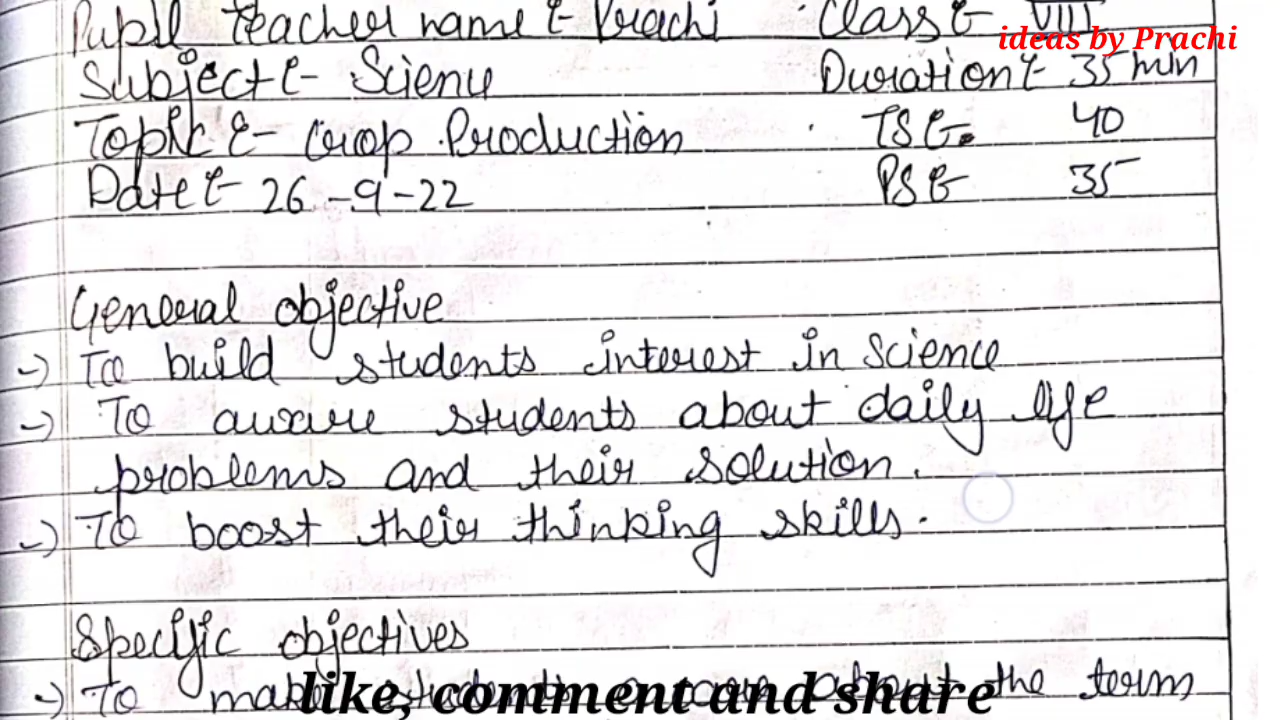 Pupil Teacher name :- Prachi Class :- VIII
ideas by Prachi
Subject :- Science Duration :- 35 min
Topic :- Crop Production TS :- 40
Date :- 26-9-22 PS :- 35
General objective
→ To build students interest in Science
→ To aware students about daily life
problems and their solution.
→ To boost their thinking skills.
Specific objectives
→ To make students aware about the term
like, comment and share